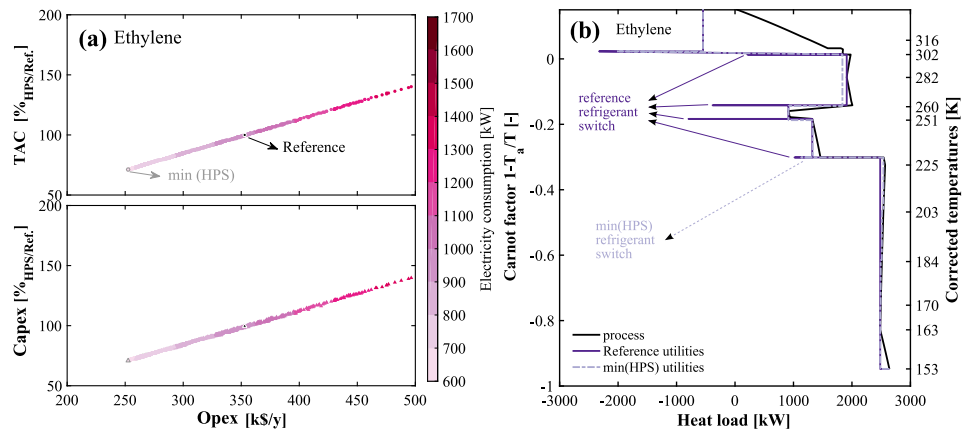 (a) Ethylene
TAC [%HPS/Ref.]
200
150
100
50
Reference
min (HPS)
Capex [%HPS/Ref.]
200
150
100
50
200 250 300 350 400 450 500
Opex [k$/y]
1700
1600
1500
1400
1300
1200
1100
1000
900
800
700
600
Electricity consumption [kW]
(b) Ethylene
Carnot factor 1-Ta/T [-]
0
-0.2
-0.4
-0.6
-0.8
-1
reference
refrigerant
switch
min(HPS)
refrigerant
switch
process
Reference utilities
min(HPS) utilities
-3000 -2000 -1000 0 1000 2000 3000
Heat load [kW]
316
302
282
260
251
225
203
184
170
163
153
Corrected temperatures [K]